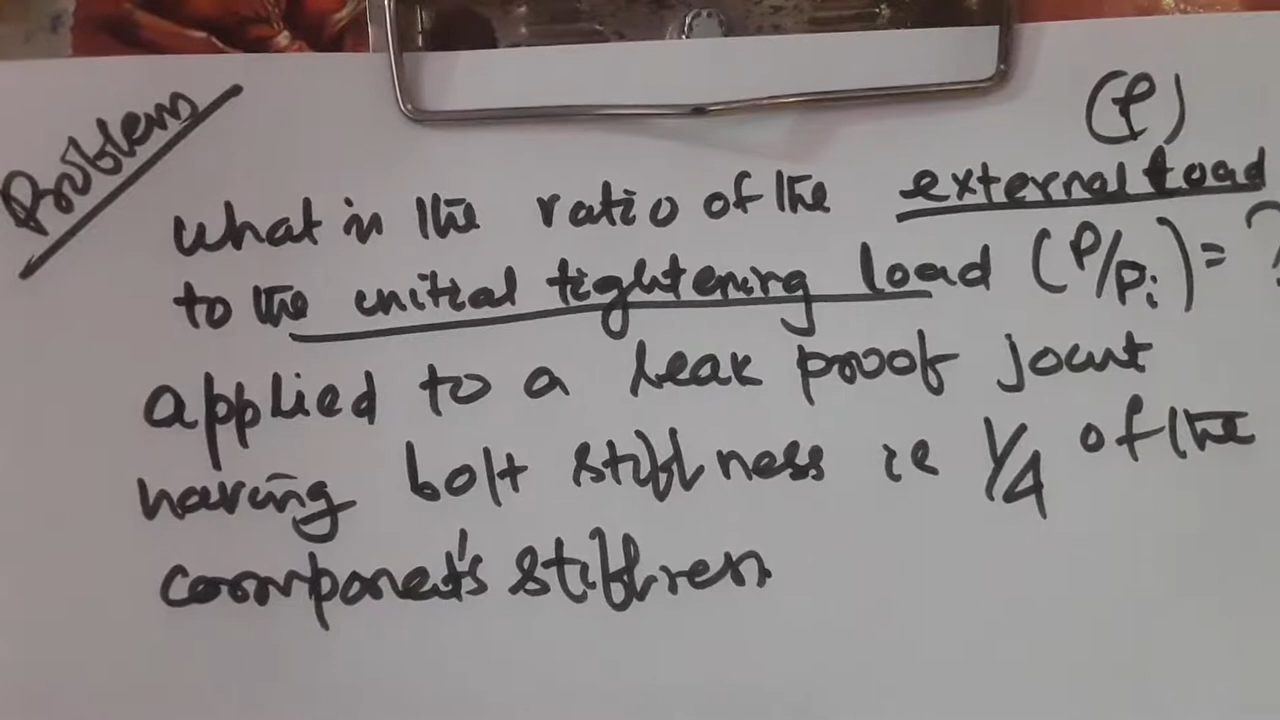 Problem
(P)
What is the ratio of the external load
to the initial tightening load (P/Pi) = ?
applied to a leak proof joint
having bolt stiffness is 1/4 of the
component's stiffness